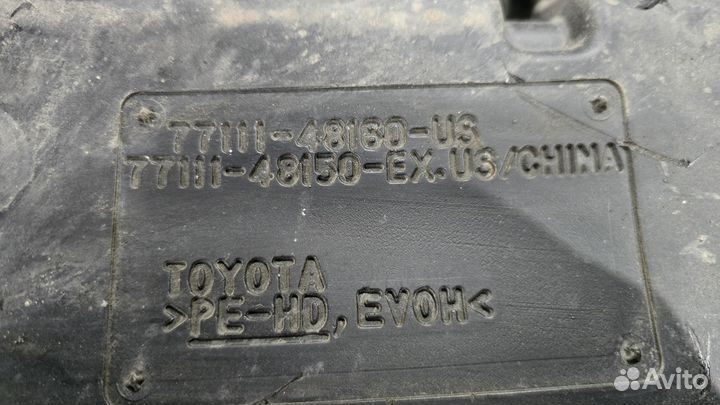 77111-48160-US
77111-48150-EX.US/CHINA
TOYOTA
>PE-HD, EVOH<
Avito